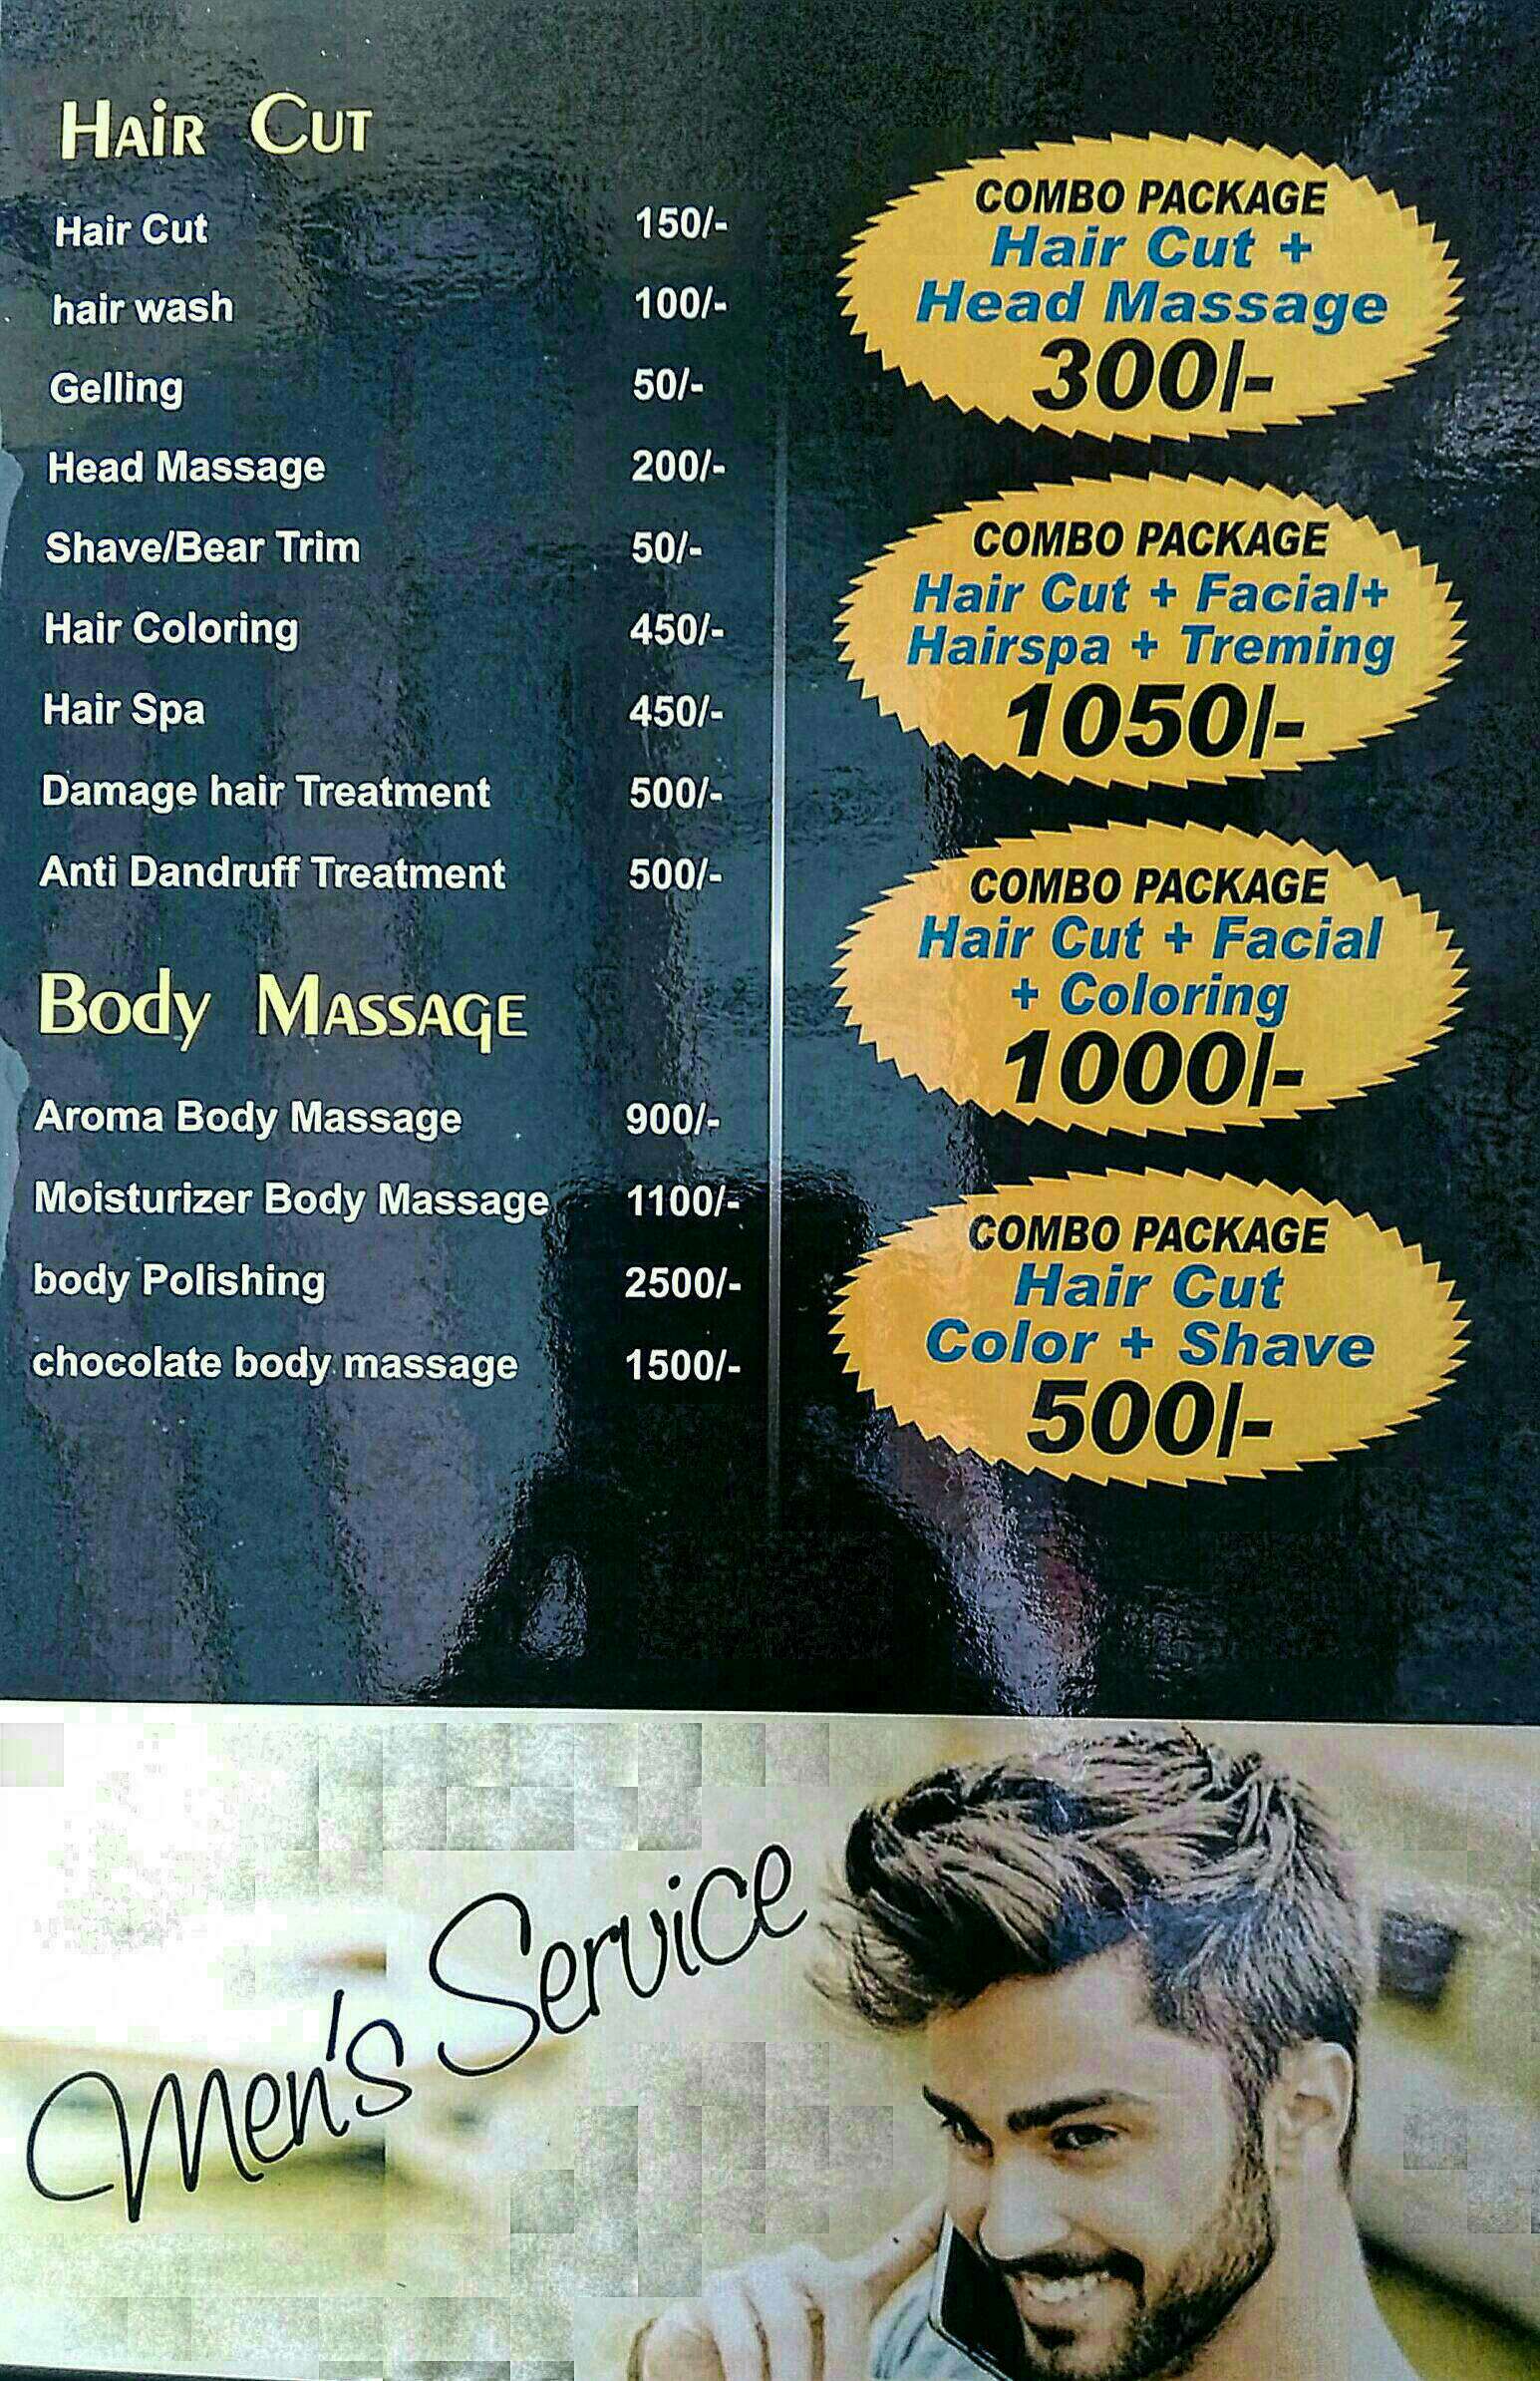 Hair Cut
Hair Cut 150/-
hair wash 100/-
Gelling 50/-
Head Massage 200/-
Shave/Bear Trim 50/-
Hair Coloring 450/-
Hair Spa 450/-
Damage hair Treatment 500/-
Anti Dandruff Treatment 500/-
Body Massage
Aroma Body Massage 900/-
Moisturizer Body Massage 1100/-
body Polishing 2500/-
chocolate body massage 1500/-
COMBO PACKAGE
Hair Cut +
Head Massage
300/-
COMBO PACKAGE
Hair Cut + Facial+
Hairspa + Treming
1050/-
COMBO PACKAGE
Hair Cut + Facial
+ Coloring
1000/-
COMBO PACKAGE
Hair Cut
Color + Shave
500/-
Men's Service